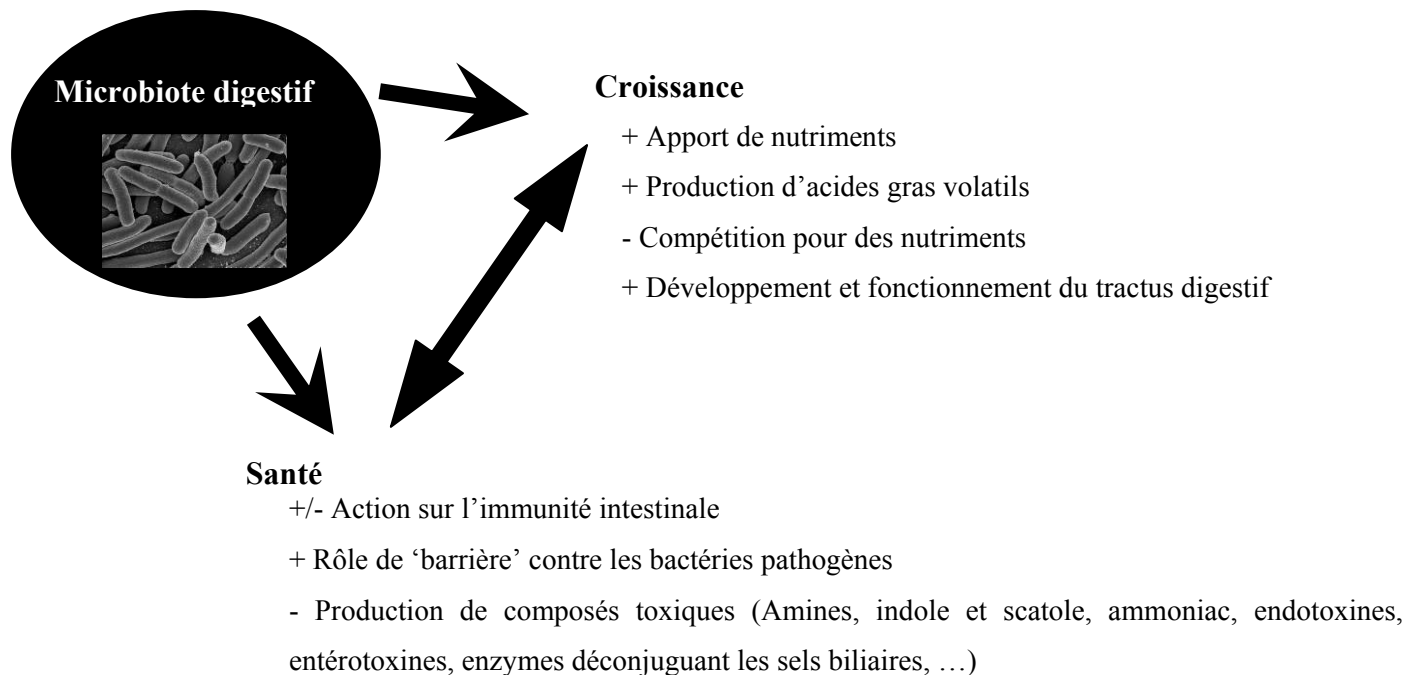 Microbiote digestif
Croissance
+ Apport de nutriments
+ Production d’acides gras volatils
- Compétition pour des nutriments
+ Développement et fonctionnement du tractus digestif
Santé
+/- Action sur l’immunité intestinale
+ Rôle de ‘barrière’ contre les bactéries pathogènes
- Production de composés toxiques (Amines, indole et scatole, ammoniac, endotoxines,
entérotoxines, enzymes déconjuguant les sels biliaires, …)